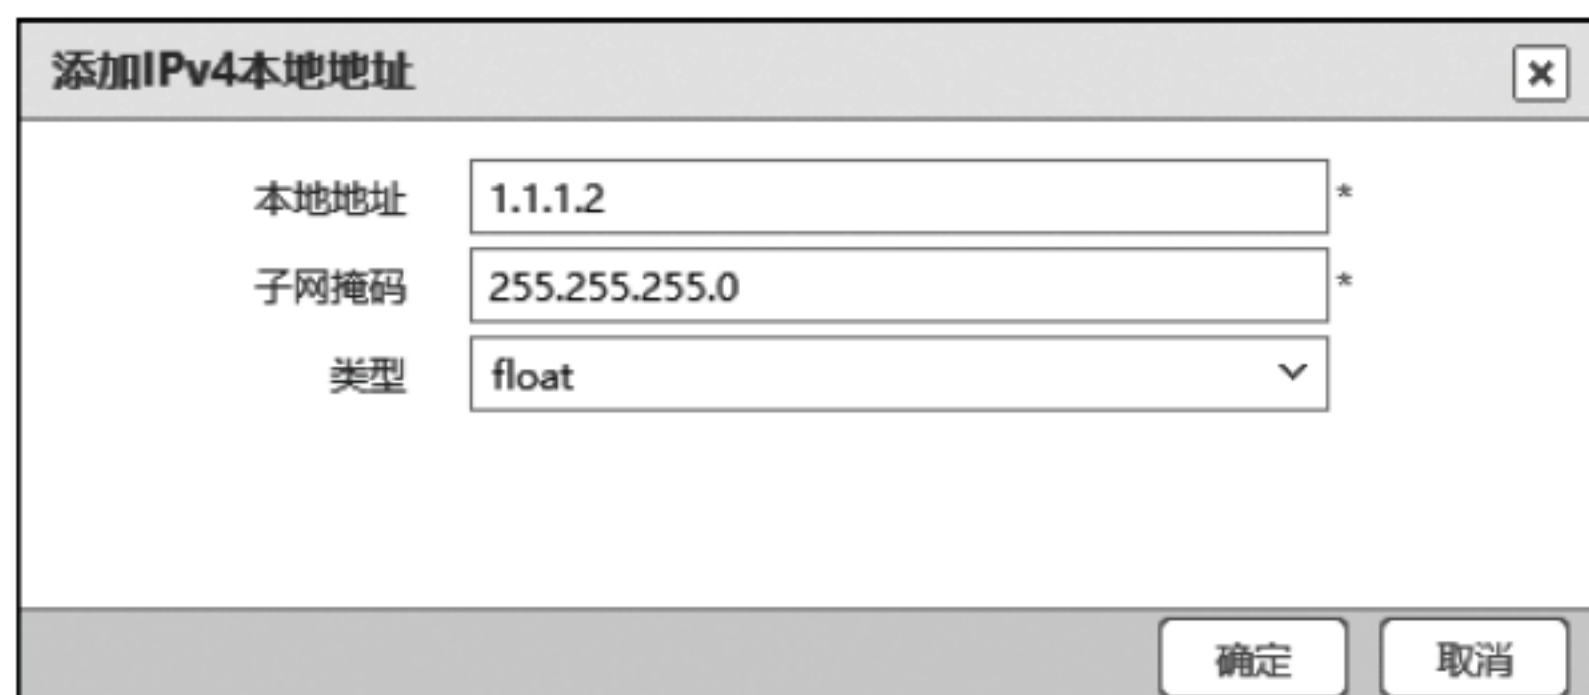 添加IPv4本地地址
本地地址 1.1.1.2 *
子网掩码 255.255.255.0 *
类型 float
确定 取消